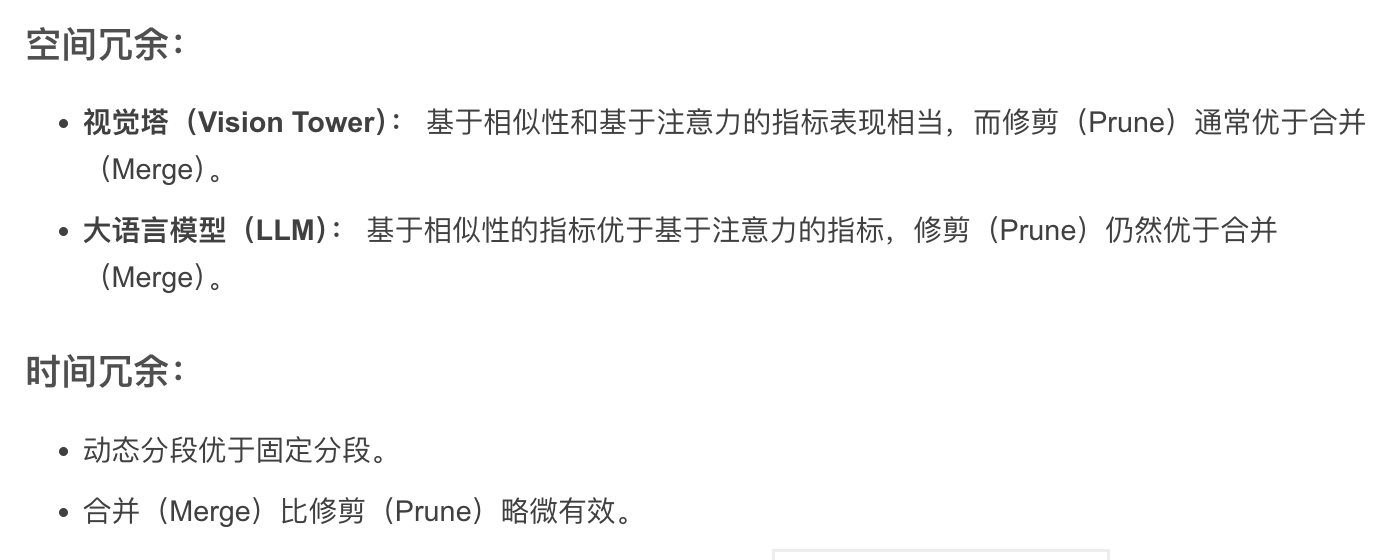 空间冗余：
视觉塔（Vision Tower）： 基于相似性和基于注意力的指标表现相当，而修剪（Prune）通常优于合并
（Merge）。
大语言模型（LLM）： 基于相似性的指标优于基于注意力的指标，修剪（Prune）仍然优于合并
（Merge）。
时间冗余：
动态分段优于固定分段。
合并（Merge）比修剪（Prune）略微有效。